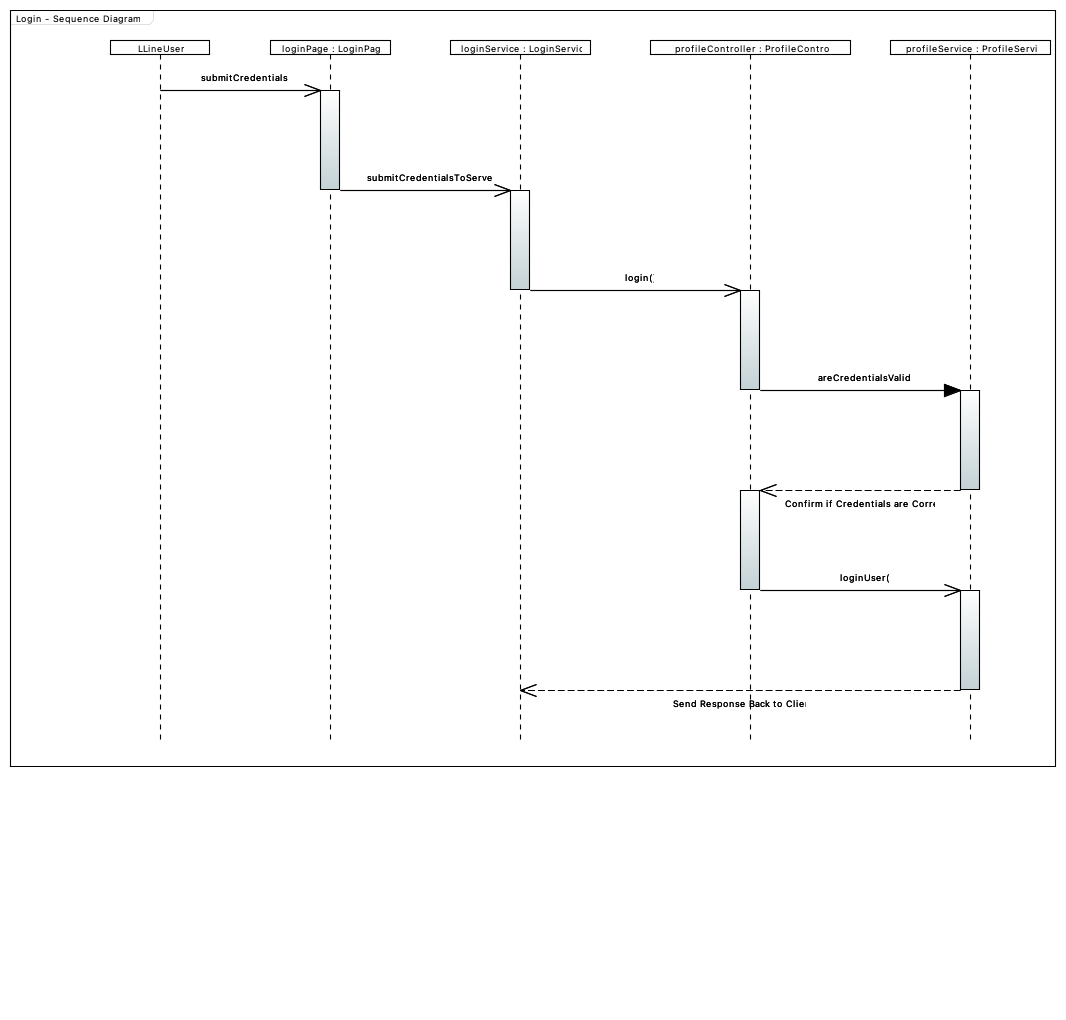 Login - Sequence Diagram
LLineUser
loginPage : LoginPag
loginService : LoginServic
profileController : ProfileContro
profileService : ProfileServi
submitCredentials
submitCredentialsToServe
login(
areCredentialsValid
Confirm if Credentials are Corre
loginUser(
Send Response Back to Clie